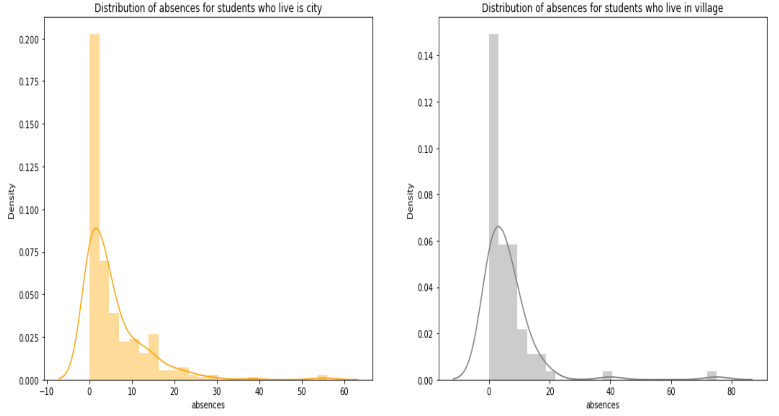 Distribution of absences for students who live is city
Density
0.200
0.175
0.150
0.125
0.100
0.075
0.050
0.025
0.000
−10 0 10 20 30 40 50 60
absences
Distribution of absences for students who live in village
Density
0.14
0.12
0.10
0.08
0.06
0.04
0.02
0.00
0 20 40 60 80
absences